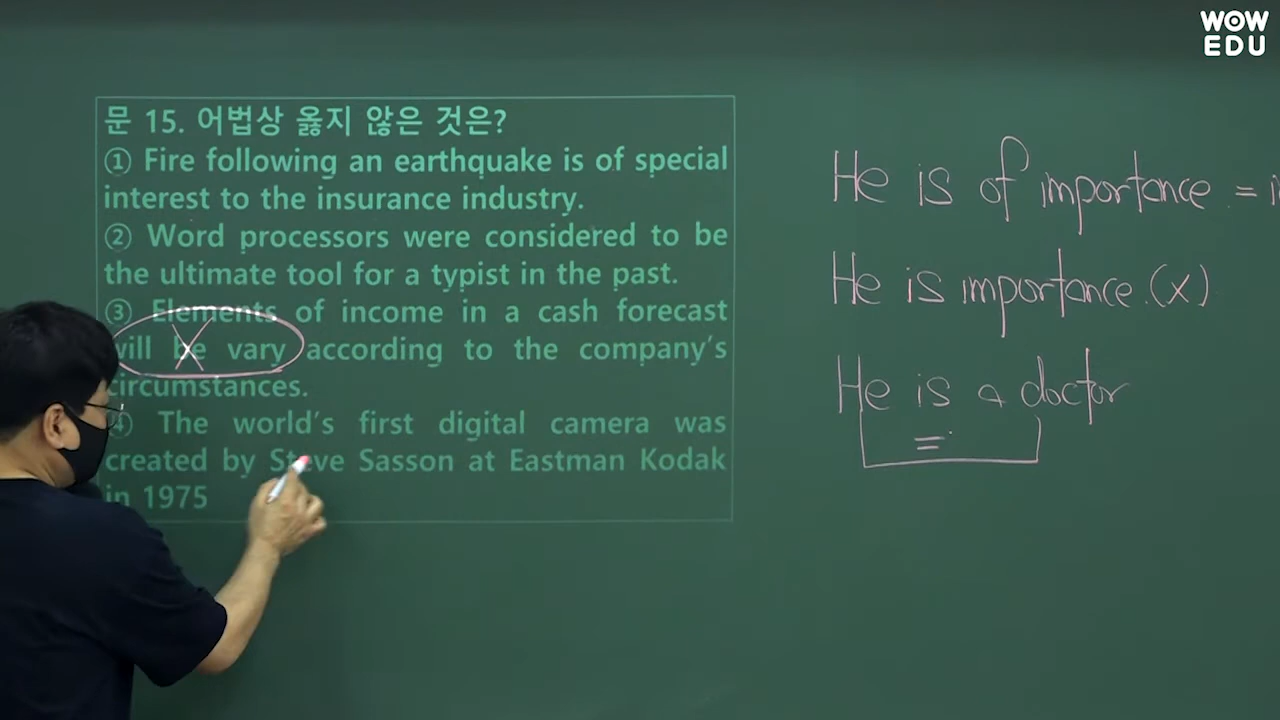 WOW
EDU
문 15. 어법상 옳지 않은 것은?
① Fire following an earthquake is of special
interest to the insurance industry.
② Word processors were considered to be
the ultimate tool for a typist in the past.
③ Elements of income in a cash forecast
will be vary according to the company's
circumstances.
④ The world's first digital camera was
created by Steve Sasson at Eastman Kodak
in 1975
He is of importance =
He is importance. (x)
He is a doctor
=